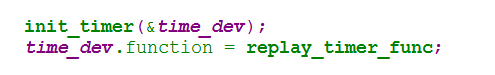 init_timer(&time_dev);
time_dev.function = replay_timer_func;